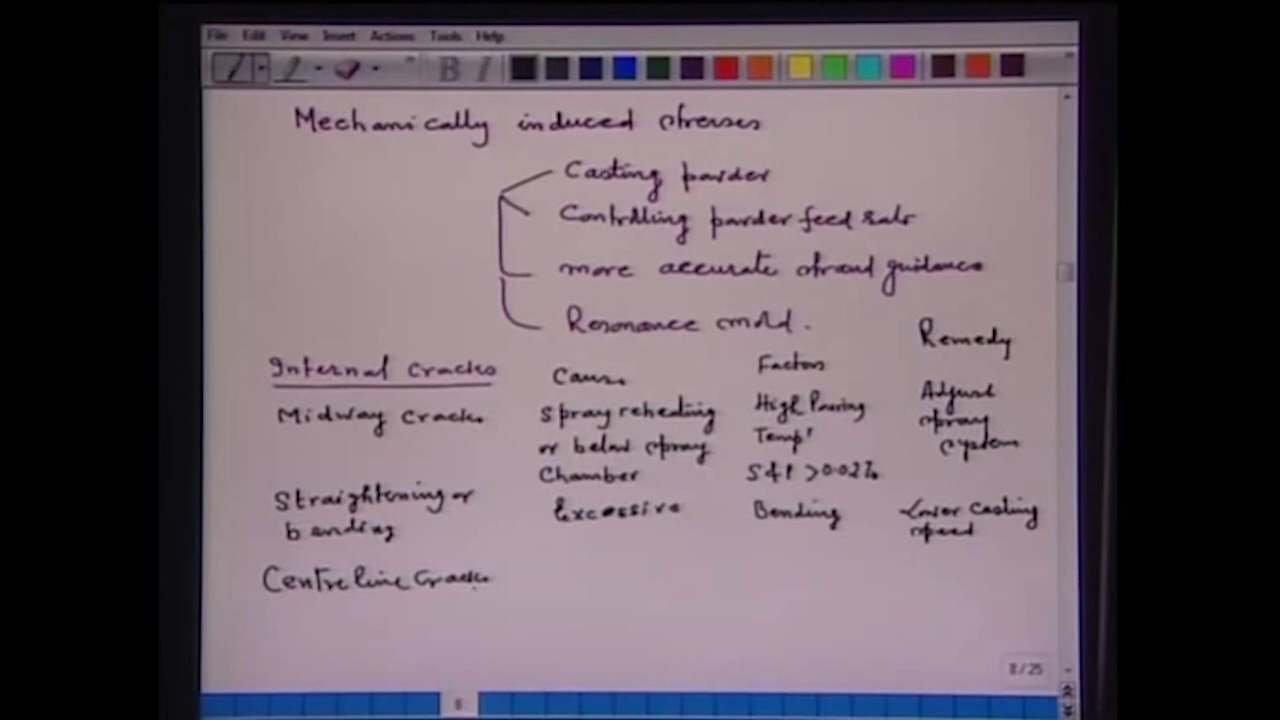 File Edit View Insert Actions Tools Help
B I
Mechanically induced stresses
Casting powder
Controlling powder feed rate
more accurate strand guidance
Resonance mold.
Internal cracks
Cause
Factors
Remedy
Midway cracks
Spray reheating
or below spray
Chamber
High Pouring
Temp'
S & P > 0.02%
Adjust
spray
system
Straightening or
bending
Excessive
Bending
Lower casting
speed
Centreline Cracks
8/25
8